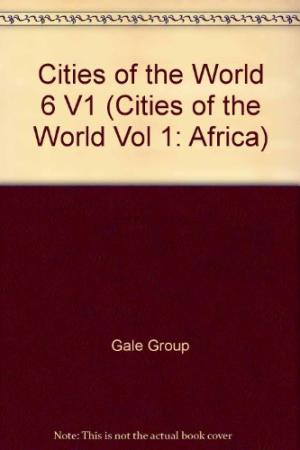 Cities of the World
6 V1 (Cities of the
World Vol 1: Africa)
Gale Group
Note: This is not the actual book cover